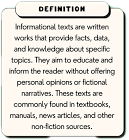 DEFINITION
Informational texts are written
works that provide facts, data,
and knowledge about specific
topics. They aim to educate and
inform the reader without offering
personal opinions or fictional
narratives. These texts are
commonly found in textbooks,
manuals, news articles, and other
non-fiction sources.